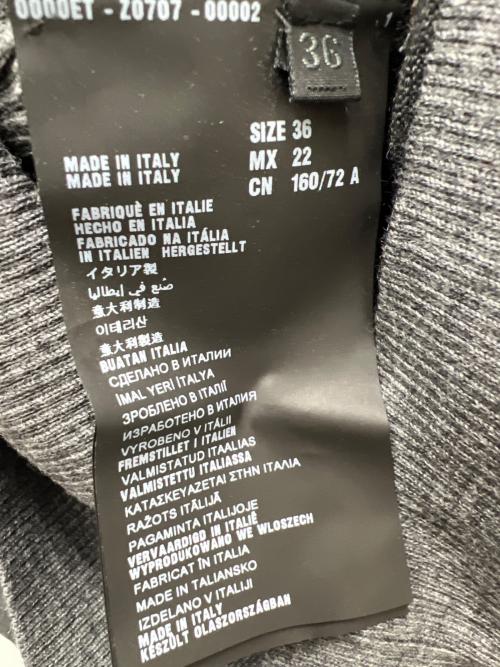 0000ET - Z0707 - 00002
36
SIZE 36
MX 22
CN 160/72 A
MADE IN ITALY
MADE IN ITALY
FABRIQUÈ EN ITALIE
HECHO EN ITALIA
FABRICADO NA ITÁLIA
IN ITALIEN HERGESTELLT
イタリア製
صُنع في إيطاليا
意大利制造
이태리산
意大利製造
BUATAN ITALIA
СДЕЛАНО В ИТАЛИИ
İMAL YERİ İTALYA
ЗРОБЛЕНО В ІТАЛІЇ
ИЗРАБОТЕНО В ИТАЛИЯ
VYROBENO V ITÁLII
FREMSTILLET I ITALIEN
VALMISTATUD ITAALIAS
VALMISTETTU ITALIASSA
ΚΑΤΑΣΚΕΥΑΖΕΤΑΙ ΣΤΗΝ ΙΤΑΛΙΑ
RAŽOTS ITĀLIJĀ
PAGAMINTA ITALIJOJE
VERVAARDIGD IN ITALIË
WYPRODUKOWANO WE WLOSZECH
FABRICAT ÎN ITALIA
MADE IN TALIANSKO
IZDELANO V ITALIJI
MADE IN ITALY
KÉSZÜLT OLASZORSZÁGBAN